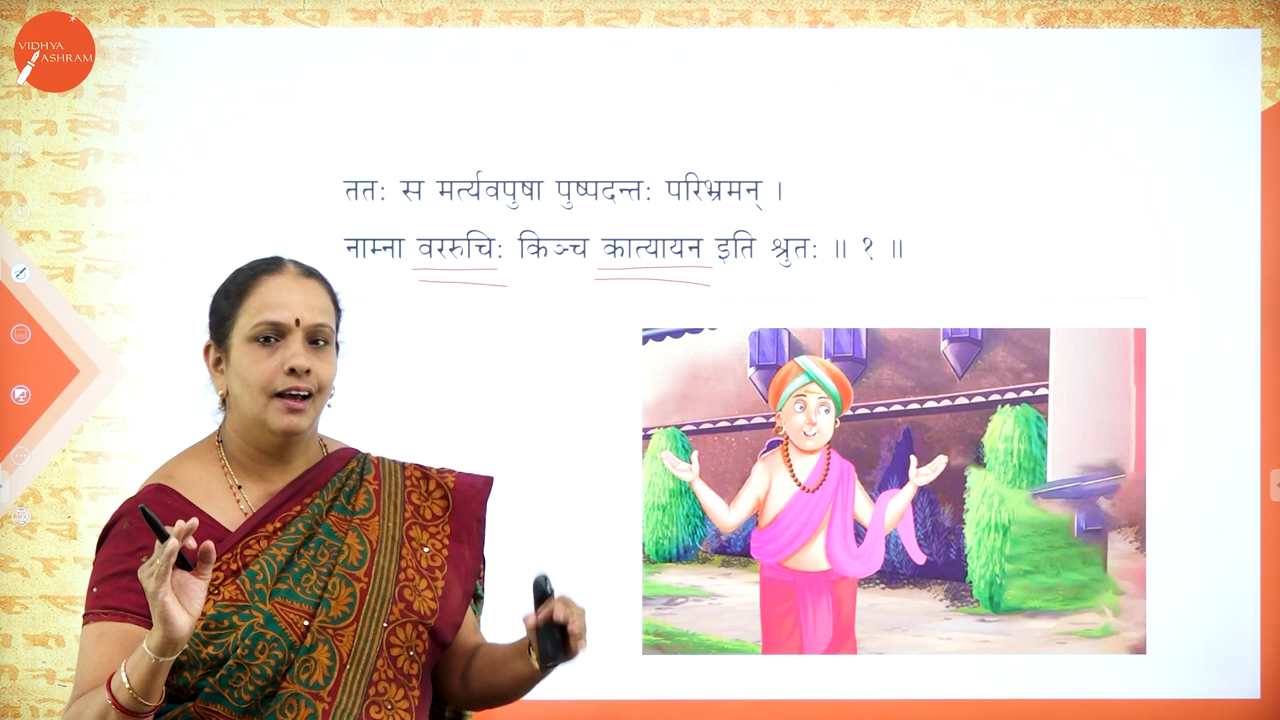 VIDHYA
ASHRAM
ततः स मर्त्यवपुषा पुष्पदन्तः परिभ्रमन् ।
नाम्ना वररुचिः किञ्च कात्यायन इति श्रुतः ॥ १ ॥